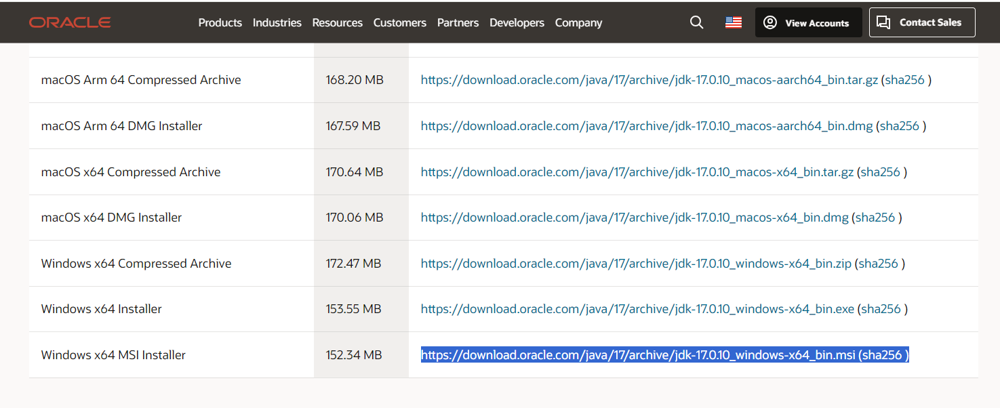 ORACLE Products Industries Resources Customers Partners Developers Company View Accounts Contact Sales
macOS Arm 64 Compressed Archive 168.20 MB https://download.oracle.com/java/17/archive/jdk-17.0.10_macos-aarch64_bin.tar.gz (sha256 )
macOS Arm 64 DMG Installer 167.59 MB https://download.oracle.com/java/17/archive/jdk-17.0.10_macos-aarch64_bin.dmg (sha256 )
macOS x64 Compressed Archive 170.64 MB https://download.oracle.com/java/17/archive/jdk-17.0.10_macos-x64_bin.tar.gz (sha256 )
macOS x64 DMG Installer 170.06 MB https://download.oracle.com/java/17/archive/jdk-17.0.10_macos-x64_bin.dmg (sha256 )
Windows x64 Compressed Archive 172.47 MB https://download.oracle.com/java/17/archive/jdk-17.0.10_windows-x64_bin.zip (sha256 )
Windows x64 Installer 153.55 MB https://download.oracle.com/java/17/archive/jdk-17.0.10_windows-x64_bin.exe (sha256 )
Windows x64 MSI Installer 152.34 MB https://download.oracle.com/java/17/archive/jdk-17.0.10_windows-x64_bin.msi (sha256 )